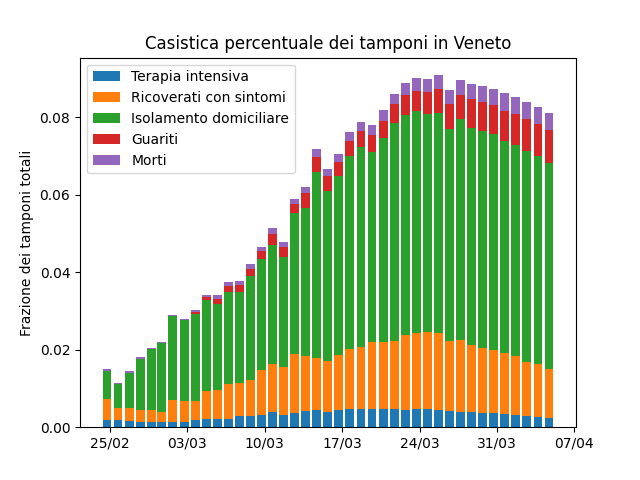 Casistica percentuale dei tamponi in Veneto
Terapia intensiva
Ricoverati con sintomi
Isolamento domiciliare
Guariti
Morti
Frazione dei tamponi totali
0.08
0.06
0.04
0.02
0.00
25/02
03/03
10/03
17/03
24/03
31/03
07/04